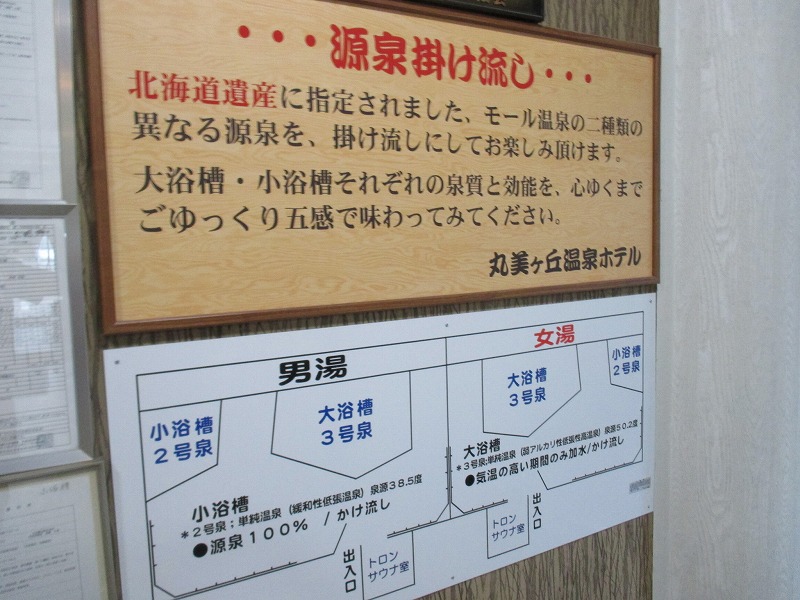 ・・・源泉掛け流し・・・
北海道遺産に指定されました、モール温泉の二種類の
異なる源泉を、掛け流しにしてお楽しみ頂けます。
大浴槽・小浴槽それぞれの泉質と効能を、心ゆくまで
ごゆっくり五感で味わってみてください。
丸美ヶ丘温泉ホテル
男湯
女湯
小浴槽
2号泉
大浴槽
3号泉
大浴槽
3号泉
小浴槽
2号泉
小浴槽
*2号泉;単純温泉(緩和性低張温泉)泉源38.5度
●源泉100% /かけ流し
大浴槽
*3号泉;単純温泉(弱アルカリ性低張性高温泉)泉源50.2度
●気温の高い期間のみ加水/かけ流し
出入口
トロン
サウナ室
トロン
サウナ室
出入口